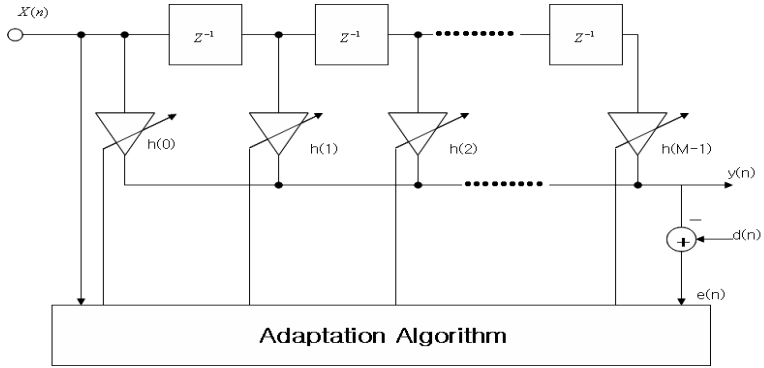 X(n)
Z⁻¹
Z⁻¹
Z⁻¹
h(0)
h(1)
h(2)
h(M-1)
y(n)
−
+
d(n)
e(n)
Adaptation Algorithm